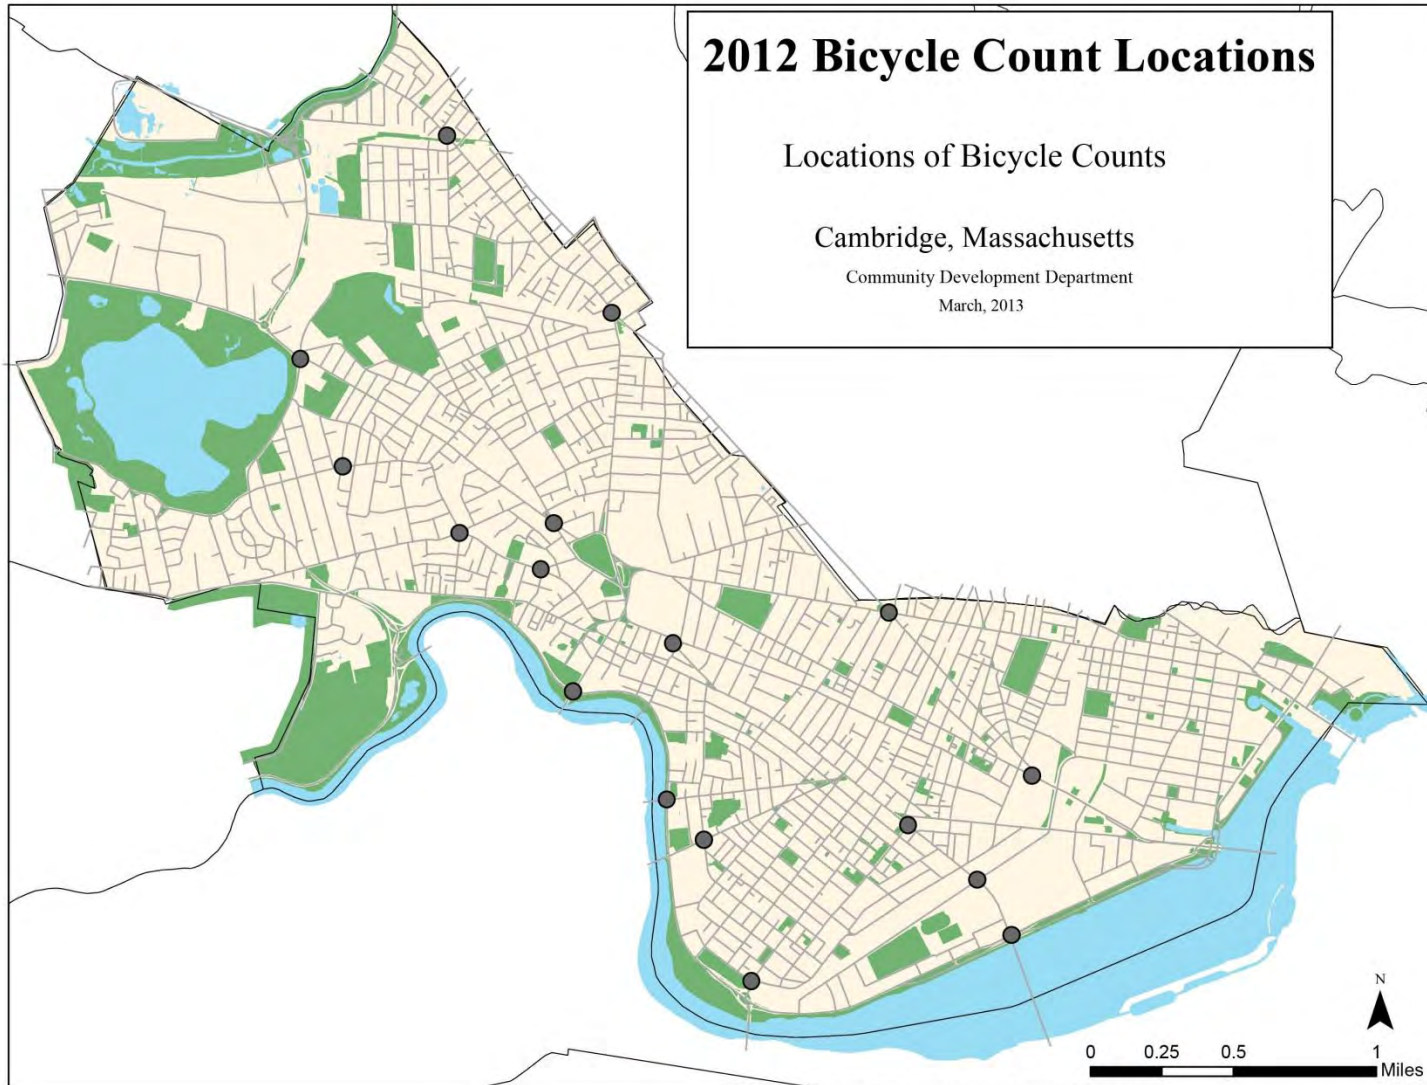 2012 Bicycle Count Locations
Locations of Bicycle Counts
Cambridge, Massachusetts
Community Development Department
March, 2013
N
0 0.25 0.5 1
Miles